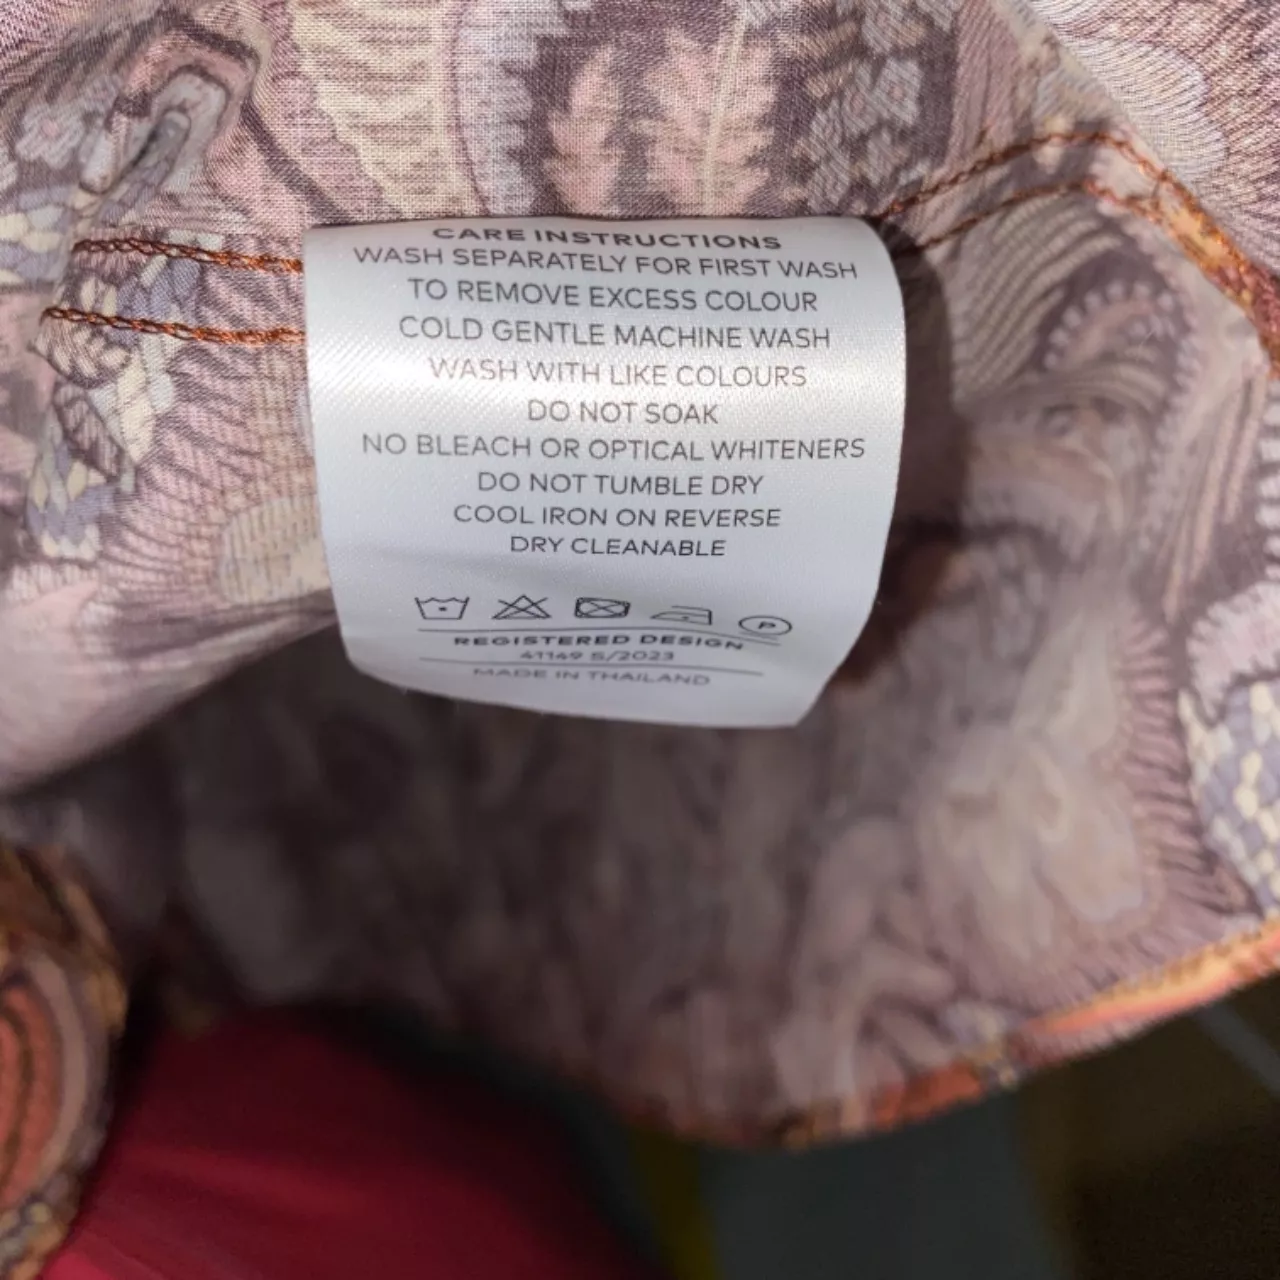 CARE INSTRUCTIONS
WASH SEPARATELY FOR FIRST WASH
TO REMOVE EXCESS COLOUR
COLD GENTLE MACHINE WASH
WASH WITH LIKE COLOURS
DO NOT SOAK
NO BLEACH OR OPTICAL WHITENERS
DO NOT TUMBLE DRY
COOL IRON ON REVERSE
DRY CLEANABLE
P
REGISTERED DESIGN
41149 S/2023
MADE IN THAILAND